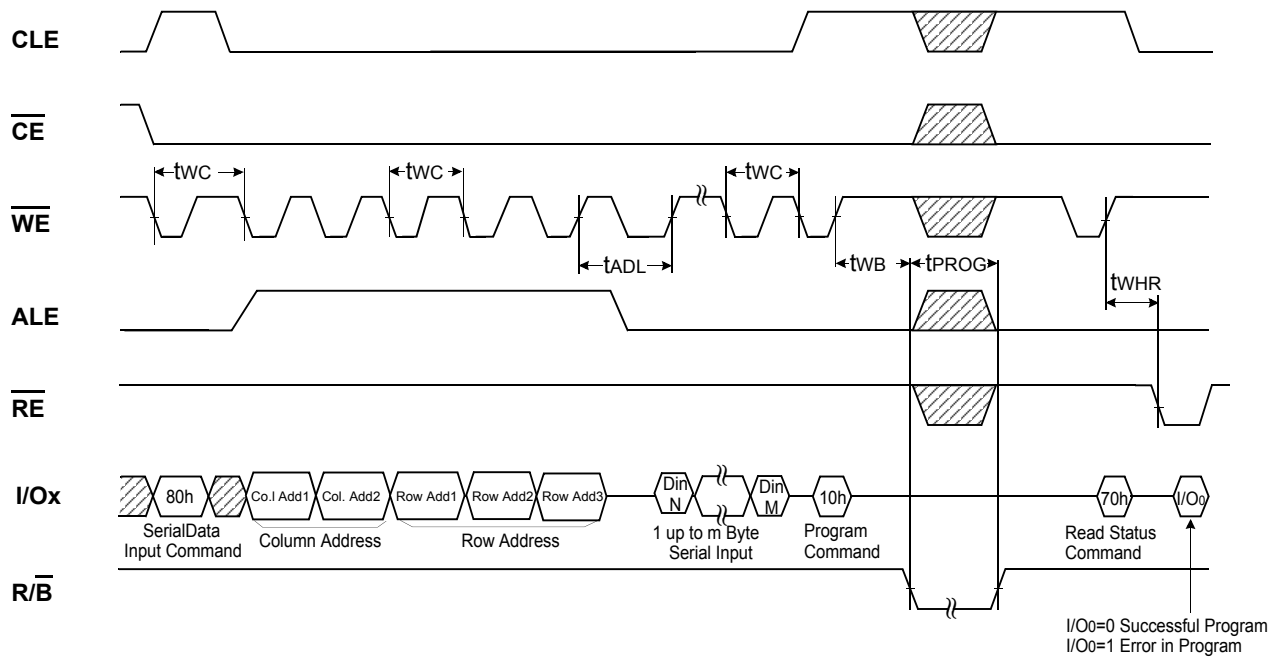 CLE
CE
tWC
tWC
tWC
WE
tADL
tWB
tPROG
tWHR
ALE
RE
I/Ox
80h
Co.l Add1
Col. Add2
Row Add1
Row Add2
Row Add3
Din
N
Din
M
10h
70h
I/O0
SerialData
Input Command
Column Address
Row Address
1 up to m Byte
Serial Input
Program
Command
Read Status
Command
R/B
I/O0=0 Successful Program
I/O0=1 Error in Program